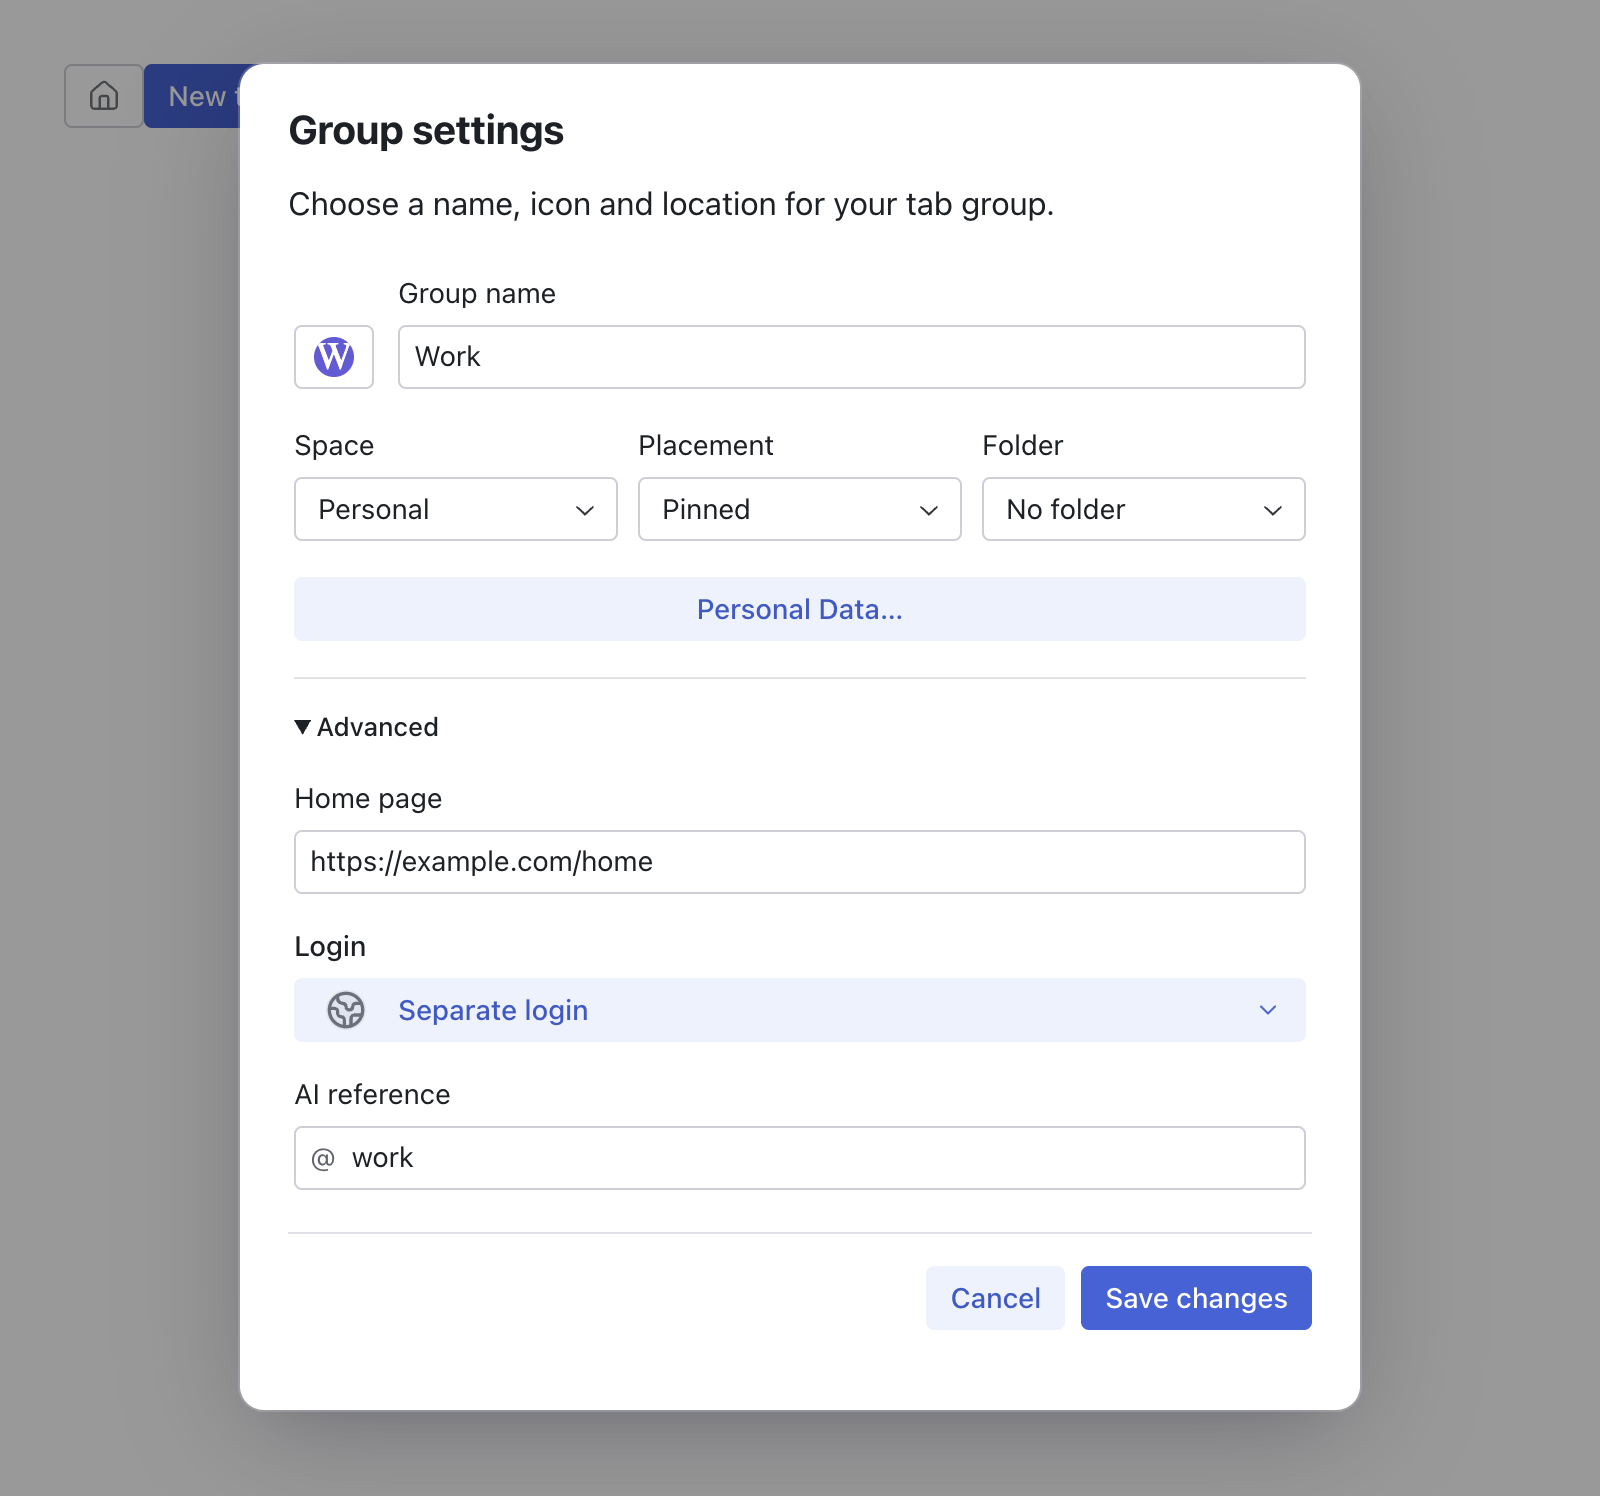 New
Group settings
Choose a name, icon and location for your tab group.
Group name
W
Work
Space
Placement
Folder
Personal
Pinned
No folder
Personal Data...
Advanced
Home page
https://example.com/home
Login
Separate login
AI reference
@ work
Cancel
Save changes